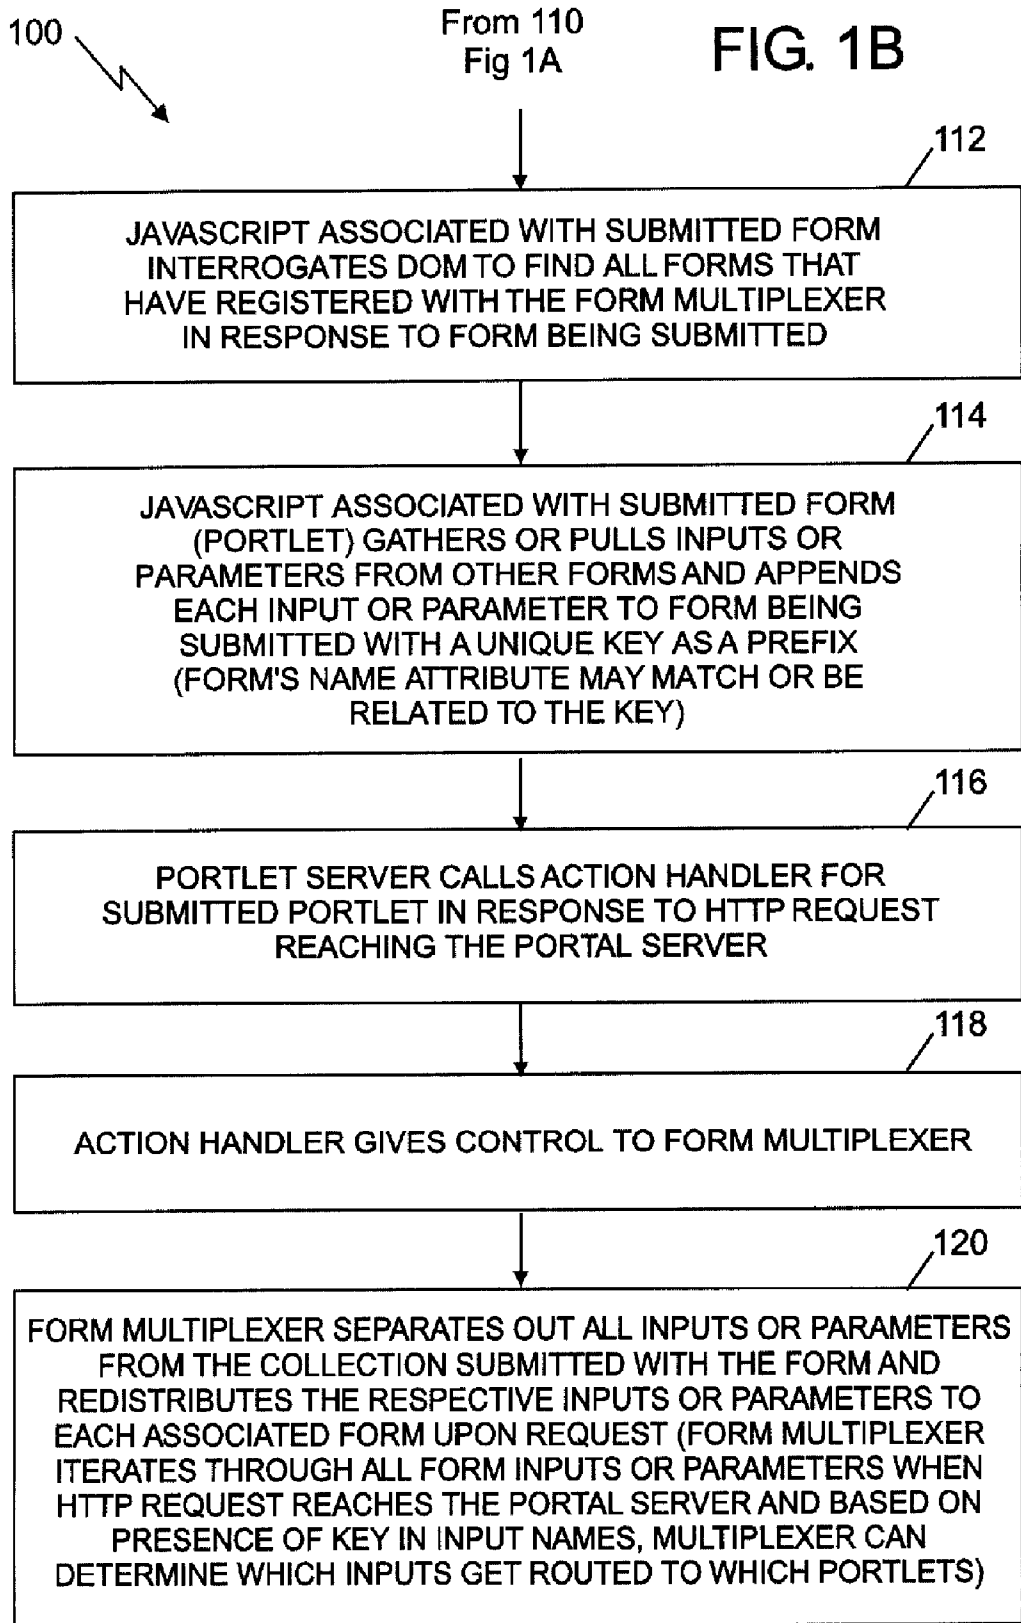 100
From 110
Fig 1A
FIG. 1B
112
JAVASCRIPT ASSOCIATED WITH SUBMITTED FORM
INTERROGATES DOM TO FIND ALL FORMS THAT
HAVE REGISTERED WITH THE FORM MULTIPLEXER
IN RESPONSE TO FORM BEING SUBMITTED
114
JAVASCRIPT ASSOCIATED WITH SUBMITTED FORM
(PORTLET) GATHERS OR PULLS INPUTS OR
PARAMETERS FROM OTHER FORMS AND APPENDS
EACH INPUT OR PARAMETER TO FORM BEING
SUBMITTED WITH A UNIQUE KEY AS A PREFIX
(FORM'S NAME ATTRIBUTE MAY MATCH OR BE
RELATED TO THE KEY)
116
PORTLET SERVER CALLS ACTION HANDLER FOR
SUBMITTED PORTLET IN RESPONSE TO HTTP REQUEST
REACHING THE PORTAL SERVER
118
ACTION HANDLER GIVES CONTROL TO FORM MULTIPLEXER
120
FORM MULTIPLEXER SEPARATES OUT ALL INPUTS OR PARAMETERS
FROM THE COLLECTION SUBMITTED WITH THE FORM AND
REDISTRIBUTES THE RESPECTIVE INPUTS OR PARAMETERS TO
EACH ASSOCIATED FORM UPON REQUEST (FORM MULTIPLEXER
ITERATES THROUGH ALL FORM INPUTS OR PARAMETERS WHEN
HTTP REQUEST REACHES THE PORTAL SERVER AND BASED ON
PRESENCE OF KEY IN INPUT NAMES, MULTIPLEXER CAN
DETERMINE WHICH INPUTS GET ROUTED TO WHICH PORTLETS)